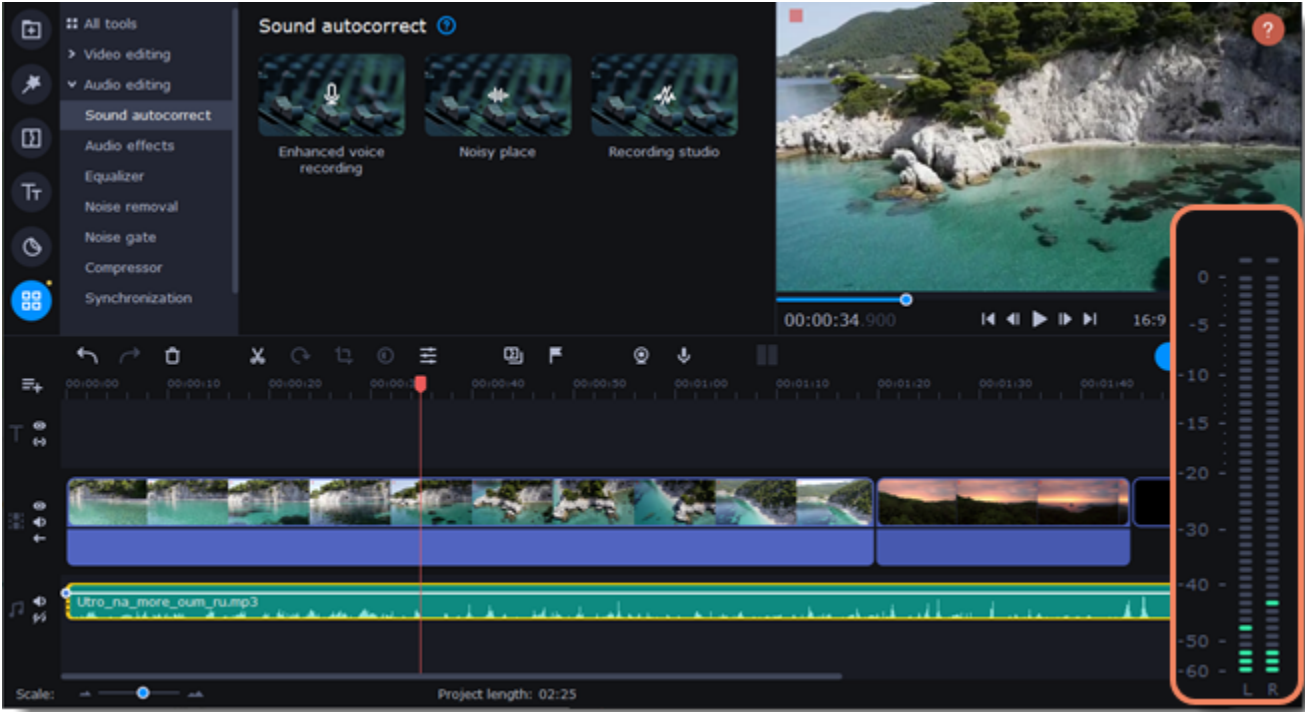 All tools
Video editing
Audio editing
Sound autocorrect
Audio effects
Equalizer
Noise removal
Noise gate
Compressor
Synchronization
Sound autocorrect ?
Enhanced voice
recording
Noisy place
Recording studio
?
00:00:34.900
16:9
00:00:00 00:00:10 00:00:20 00:00:40 00:00:50 00:01:00 00:01:10 00:01:20 00:01:30 00:01:40
Utro_na_more_oum_ru.mp3
Scale:
Project length: 02:25
0
-5
-10
-15
-20
-30
-40
-50
-60
L R